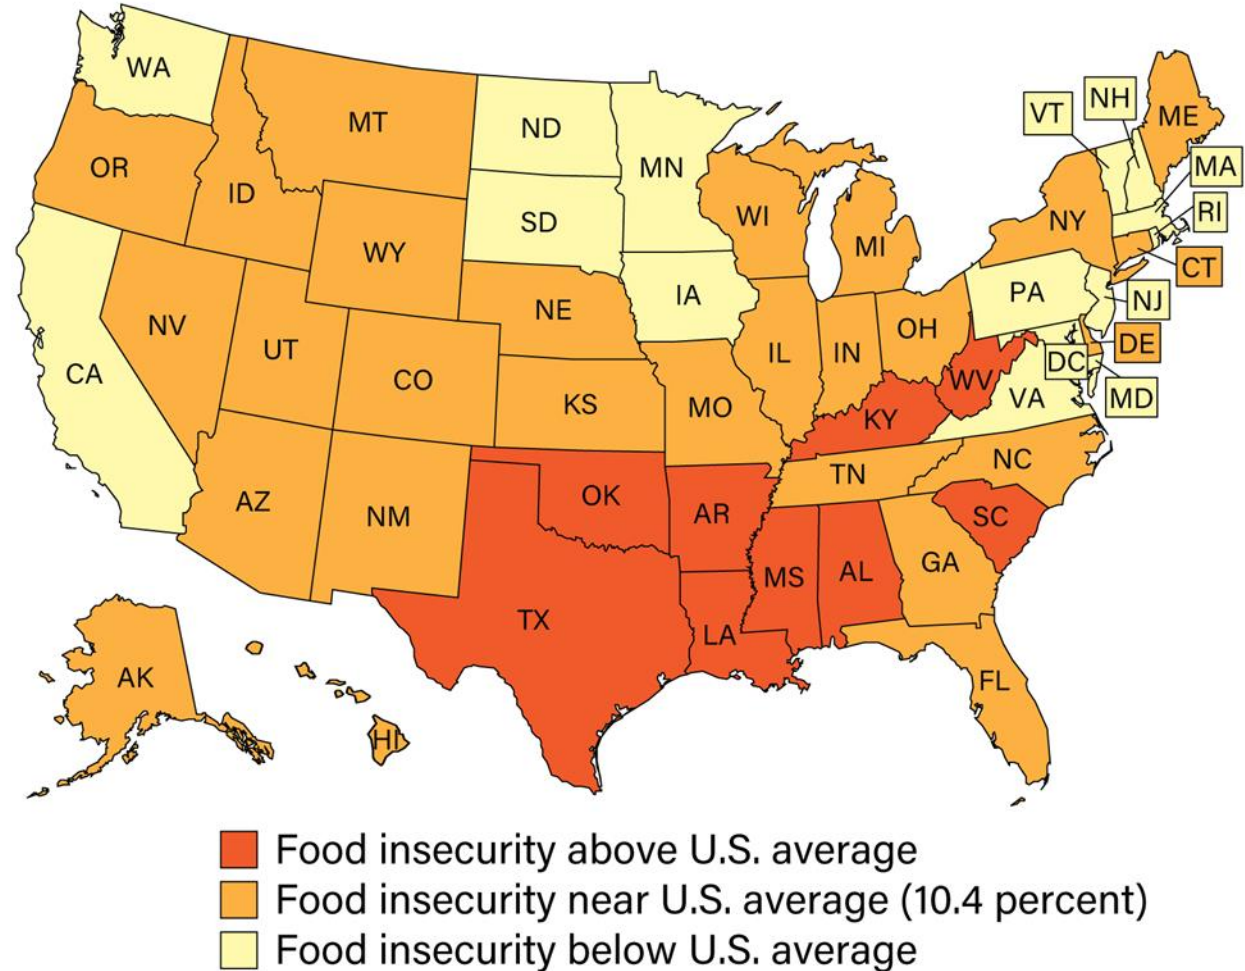 WA
MT
ND
MN
OR
ID
SD
WI
WY
MI
VT
NH
ME
MA
RI
NY
CT
NE
IA
PA
NJ
NV
UT
CO
IL
IN
OH
DE
DC
MD
CA
KS
MO
WV
VA
KY
AZ
NM
OK
AR
TN
NC
SC
MS
AL
GA
TX
LA
FL
AK
HI
Food insecurity above U.S. average
Food insecurity near U.S. average (10.4 percent)
Food insecurity below U.S. average